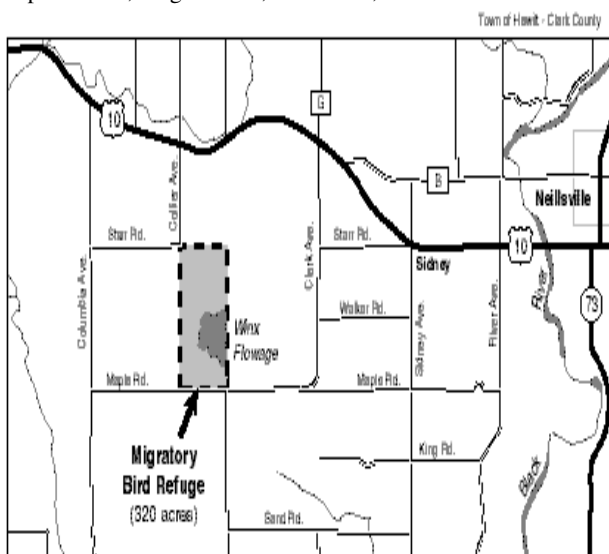 Town of Hewitt - Clark County
10
G
B
Collier Ave.
Neillsville
Starr Rd.
Clark Ave.
Starr Rd.
Sidney
10
Columbia Ave.
River
73
Walker Rd.
Sidney Ave.
River Ave.
Flowage
Maple Rd.
Maple Rd.
Migratory
Bird Refuge
(320 acres)
King Rd.
Black
Sand Rd.